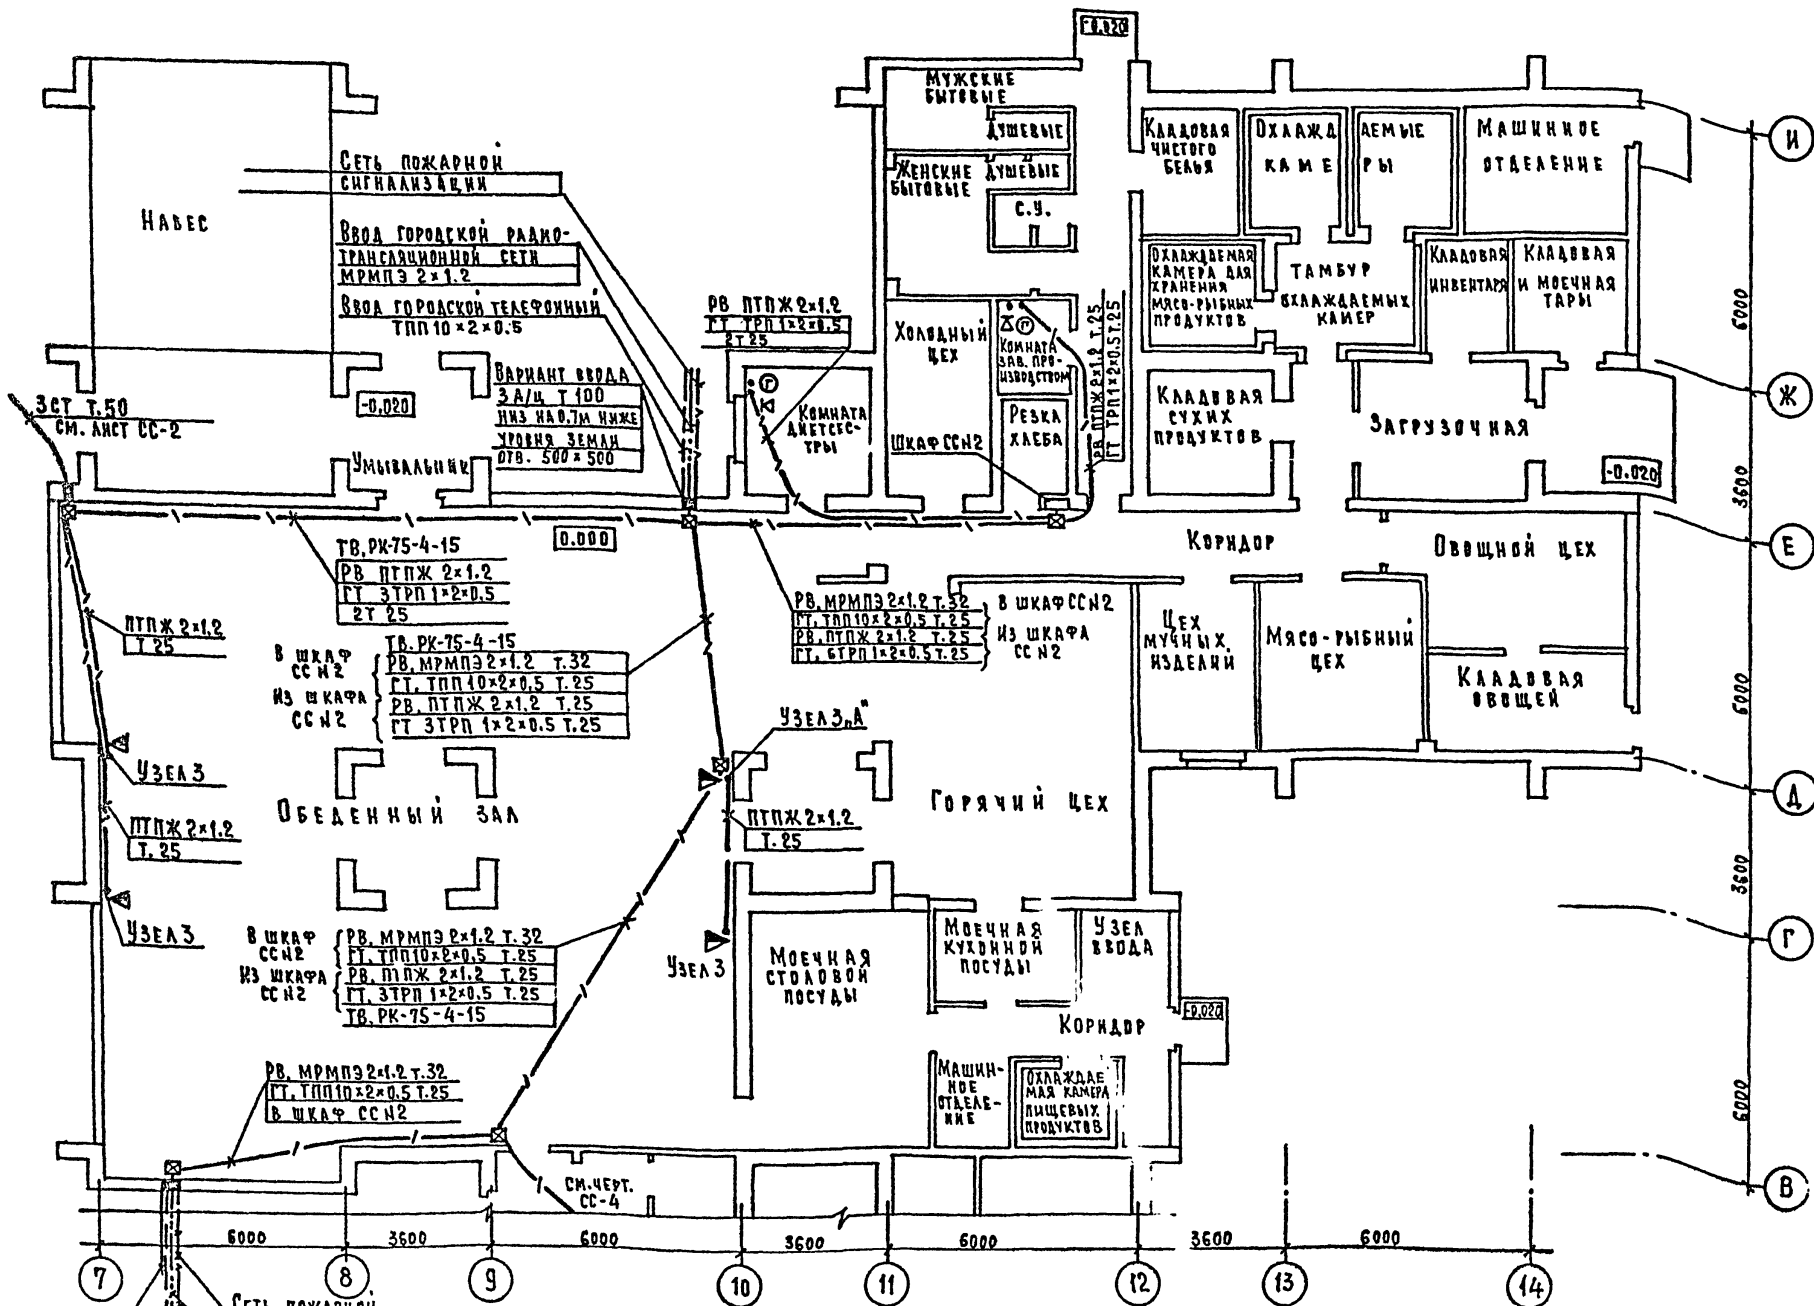 -0.020
МУЖСКИЕ
БЫТОВЫЕ
ДУШЕВЫЕ
ЖЕНСКИЕ
БЫТОВЫЕ
ДУШЕВЫЕ
С.У.
КЛАДОВАЯ
ЧИСТОГО
БЕЛЬЯ
ОХЛАЖДАЕМЫЕ
КАМЕРЫ
МАШИННОЕ
ОТДЕЛЕНИЕ
И
НАВЕС
СЕТЬ ПОЖАРНОЙ
СИГНАЛИЗАЦИИ
ВВОД ГОРОДСКОЙ РАДИО-
ТРАНСЛЯЦИОННОЙ СЕТИ
МРМПЭ 2×1.2
ВВОД ГОРОДСКОЙ ТЕЛЕФОННЫЙ
ТПП 10×2×0.5
ВАРИАНТ ВВОДА
3 А/Ц Т 100
НИЗ НА 0.7М НИЖЕ
УРОВНЯ ЗЕМЛИ
ОТВ. 500×500
РВ ПТПЖ 2×1.2
ГТ ТРП 1×2×0.5
2Т 25
ОХЛАЖДАЕМАЯ
КАМЕРА ДЛЯ
ХРАНЕНИЯ
МЯСО-РЫБНЫХ
ПРОДУКТОВ
ТАМБУР
ОХЛАЖДАЕМЫХ
КАМЕР
КЛАДОВАЯ
ИНВЕНТАРЯ
КЛАДОВАЯ
И МОЕЧНАЯ
ТАРЫ
6000
ХОЛОДНЫЙ
ЦЕХ
Г
КОМНАТА
ЗАВ. ПРО-
ИЗВОДСТВОМ
РВ ПТПЖ 2×1.2 Т.25
ГТ ТРП 1×2×0.5 Т.25
Г
КОМНАТА
ДИЕТСЕС-
ТРЫ
РЕЗКА
ХЛЕБА
ШКАФ ССN2
КЛАДОВАЯ
СУХИХ
ПРОДУКТОВ
ЗАГРУЗОЧНАЯ
-0.020
Ж
3600
3СТ Т.50
СМ. ЛИСТ СС-2
-0.020
УМЫВАЛЬНИК
0.000
КОРИДОР
ОВОЩНОЙ ЦЕХ
Е
ТВ, РК-75-4-15
РВ ПТПЖ 2×1.2
ГТ 3ТРП 1×2×0.5
2Т 25
ПТПЖ 2×1.2
Т.25
РВ, МРМПЭ 2×1.2 Т.32
ГТ, ТПП 10×2×0.5 Т.25
В ШКАФ ССN2
РВ, ПТПЖ 2×1.2 Т.25
ГТ, 6ТРП 1×2×0.5 Т.25
ИЗ ШКАФА
СС N2
ЦЕХ
МУЧНЫХ
ИЗДЕЛИЙ
МЯСО-РЫБНЫЙ
ЦЕХ
КЛАДОВАЯ
ОВОЩЕЙ
6000
ТВ. РК-75-4-15
В ШКАФ
ССN2
РВ, МРМПЭ 2×1.2 Т.32
ГТ, ТПП 10×2×0,5 Т.25
ИЗ ШКАФА
ССN2
РВ, ПТПЖ 2×1.2 Т.25
ГТ 3ТРП 1×2×0.5 Т.25
УЗЕЛ 3„А"
УЗЕЛ 3
ОБЕДЕННЫЙ ЗАЛ
ГОРЯЧИЙ ЦЕХ
Д
ПТПЖ 2×1.2
Т. 25
ПТПЖ 2×1.2
Т. 25
3600
УЗЕЛ 3
В ШКАФ
ССN2
РВ, МРМПЭ 2×1.2 Т.32
ГТ, ТПП10×2×0,5 Т.25
ИЗ ШКАФА
ССN2
РВ, ПТПЖ 2×1.2 Т.25
ГТ, 3ТРП 1×2×0.5 Т.25
ТВ, РК-75-4-15
УЗЕЛ 3
МОЕЧНАЯ
СТОЛОВОЙ
ПОСУДЫ
МОЕЧНАЯ
КУХОННОЙ
ПОСУДЫ
УЗЕЛ
ВВОДА
Г
КОРИДОР
-0.020
РВ, МРМПЭ 2×1.2 Т.32
ГТ, ТПП10×2×0.5 Т.25
В ШКАФ ССN2
МАШИН-
НОЕ
ОТДЕЛЕ-
НИЕ
ОХЛАЖДАЕ
МАЯ КАМЕРА
ПИЩЕВЫХ
ПРОДУКТОВ
6000
СМ. ЧЕРТ.
СС-4
В
6000
3600
6000
3600
6000
3600
6000
7
8
9
10
11
12
13
14
СЕТЬ ПОЖАРНОЙ